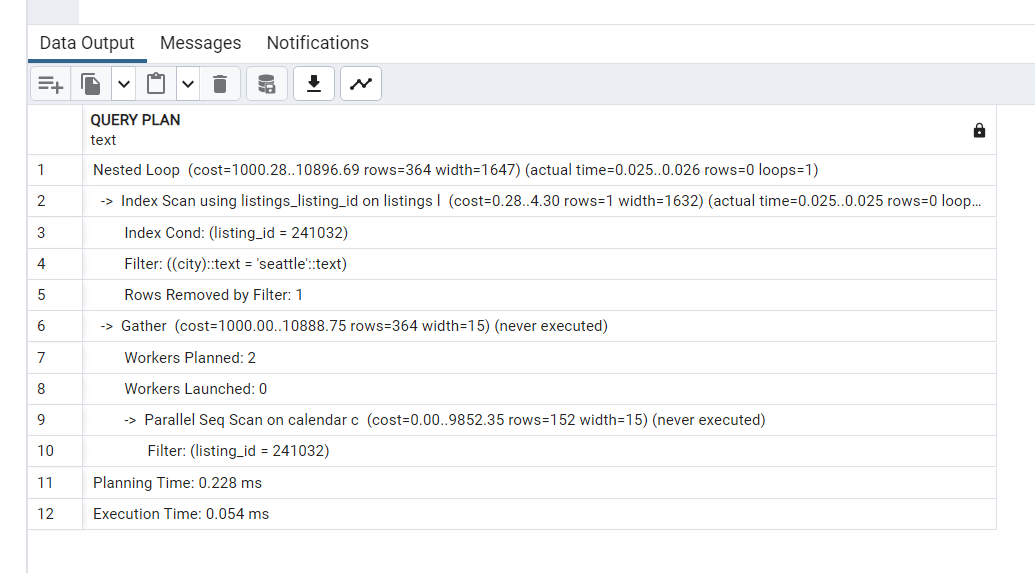 Data Output Messages Notifications
QUERY PLAN
text
1 Nested Loop (cost=1000.28..10896.69 rows=364 width=1647) (actual time=0.025..0.026 rows=0 loops=1)
2 -> Index Scan using listings_listing_id on listings l (cost=0.28..4.30 rows=1 width=1632) (actual time=0.025..0.025 rows=0 loop...
3 Index Cond: (listing_id = 241032)
4 Filter: ((city)::text = 'seattle'::text)
5 Rows Removed by Filter: 1
6 -> Gather (cost=1000.00..10888.75 rows=364 width=15) (never executed)
7 Workers Planned: 2
8 Workers Launched: 0
9 -> Parallel Seq Scan on calendar c (cost=0.00..9852.35 rows=152 width=15) (never executed)
10 Filter: (listing_id = 241032)
11 Planning Time: 0.228 ms
12 Execution Time: 0.054 ms